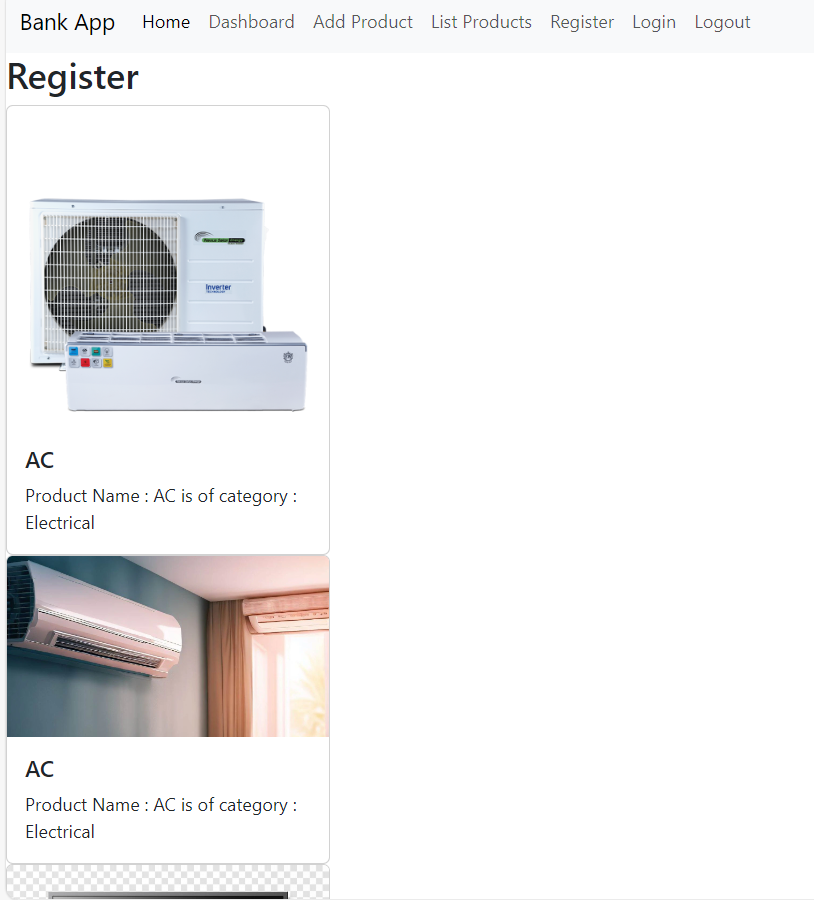 Bank App Home Dashboard Add Product List Products Register Login Logout
Register
Inverter
AC
Product Name : AC is of category :
Electrical
AC
Product Name : AC is of category :
Electrical